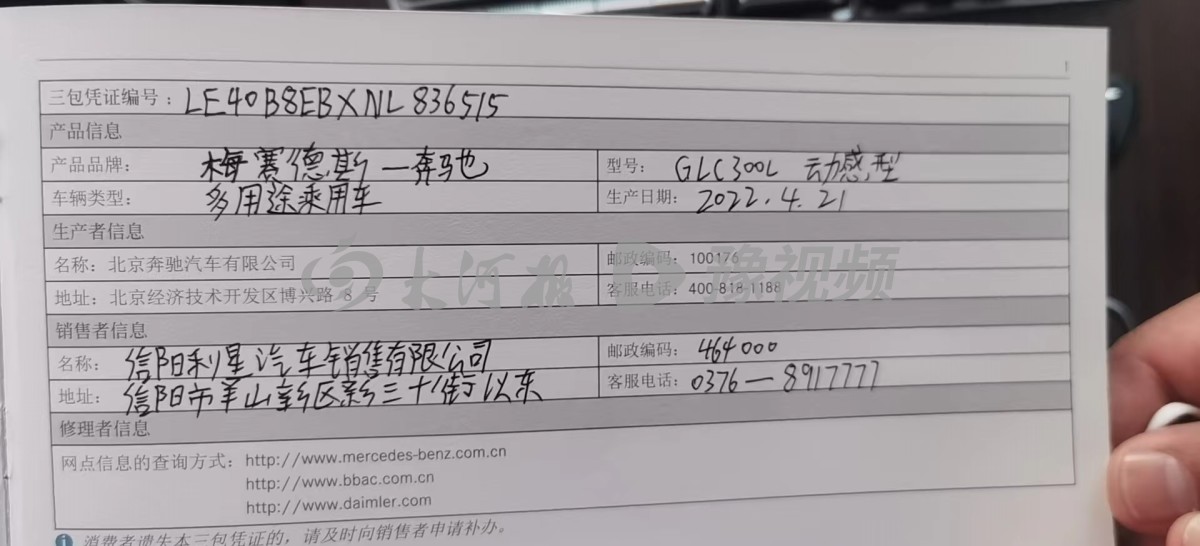 1
三包凭证编号：LE40B8EBXNL836515
产品信息
产品品牌： 梅赛德斯—奔驰 型号： GLC300L 动感型
车辆类型： 多用途乘用车 生产日期： 2022.4.21
生产者信息
名称：北京奔驰汽车有限公司 邮政编码：100176
地址：北京经济技术开发区博兴路 8 号 客服电话：400-818-1188
大河报 豫视频
销售者信息
名称： 信阳利星汽车销售有限公司 邮政编码： 464000
地址： 信阳市羊山新区新三十街以东 客服电话：0376—8917777
修理者信息
网点信息的查询方式：http://www.mercedes-benz.com.cn
http://www.bbac.com.cn
http://www.daimler.com
消费者遗失本三包凭证的，请及时向销售者申请补办。